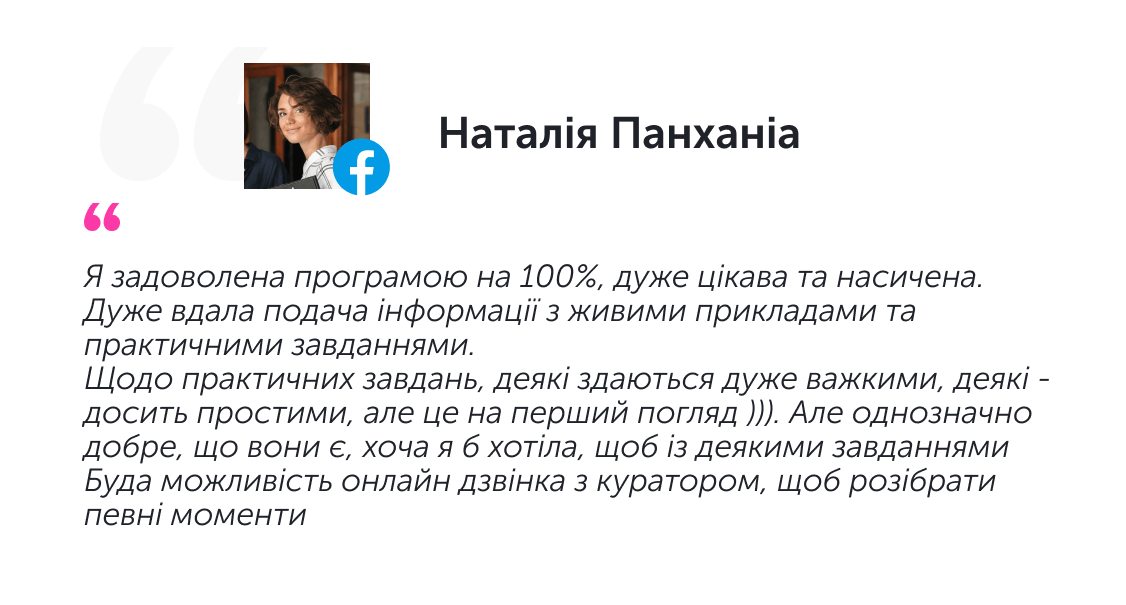 Наталія Панханіа
Я задоволена програмою на 100%, дуже цікава та насичена.
Дуже вдала подача інформації з живими прикладами та
практичними завданнями.
Щодо практичних завдань, деякі здаються дуже важкими, деякі -
досить простими, але це на перший погляд ))). Але однозначно
добре, що вони є, хоча я б хотіла, щоб із деякими завданнями
Буда можливість онлайн дзвінка з куратором, щоб розібрати
певні моменти